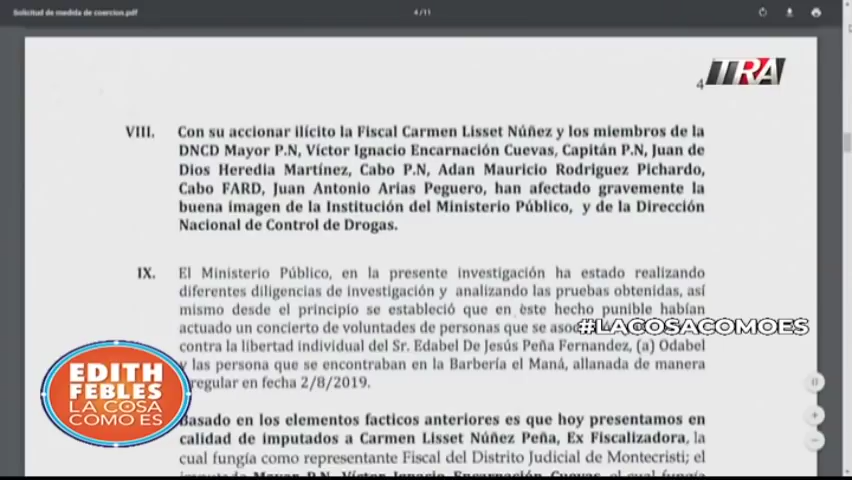 Solicitud de medida de coercion.pdf
4/11
TRA
4
VIII. Con su accionar ilícito la Fiscal Carmen Lisset Núñez y los miembros de la
DNCD Mayor P.N, Víctor Ignacio Encarnación Cuevas, Capitán P.N, Juan de
Dios Heredia Martínez, Cabo P.N, Adan Mauricio Rodriguez Pichardo,
Cabo FARD, Juan Antonio Arias Peguero, han afectado gravemente la
buena imagen de la Institución del Ministerio Público, y de la Dirección
Nacional de Control de Drogas.
IX. El Ministerio Público, en la presente investigación ha estado realizando
diferentes diligencias de investigación y analizando las pruebas obtenidas, así
mismo desde el principio se estableció que en este hecho punible habían
actuado un concierto de voluntades de personas que se
#LACOSACOMOES
contra la libertad individual del Sr. Edabel De Jesús Peña Fernandez, (a) Odabel
y las persona que se encontraban en la Barbería el Maná, allanada de manera
regular en fecha 2/8/2019.
EDITH
FEBLES
LA COSA
COMO ES
Basado en los elementos facticos anteriores es que hoy presentamos en
calidad de imputados a Carmen Lisset Núñez Peña, Ex Fiscalizadora, la
cual fungía como representante Fiscal del Distrito Judicial de Montecristi; el
Mayor P.N, Víctor Ignacio Encarnación Cuevas, el cual fungía